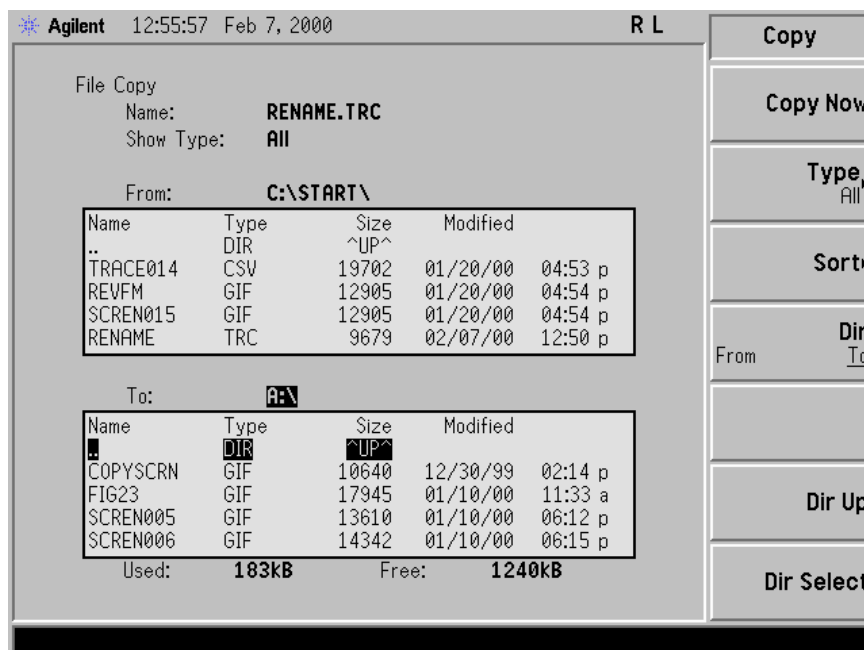 Agilent 12:55:57 Feb 7, 2000 R L
File Copy
Name: RENAME.TRC
Show Type: All
From: C:\START\
Name Type Size Modified
.. DIR ^UP^
TRACE014 CSV 19702 01/20/00 04:53 p
REVFM GIF 12905 01/20/00 04:54 p
SCREN015 GIF 12905 01/20/00 04:54 p
RENAME TRC 9679 02/07/00 12:50 p
To: A:\
Name Type Size Modified
.. DIR ^UP^
COPYSCRN GIF 10640 12/30/99 02:14 p
FIG23 GIF 17945 01/10/00 11:33 a
SCREN005 GIF 13610 01/10/00 06:12 p
SCREN006 GIF 14342 01/10/00 06:15 p
Used: 183kB Free: 1240kB
Copy
Copy Now
Type
All
Sort
Dir
From To
Dir Up
Dir Select